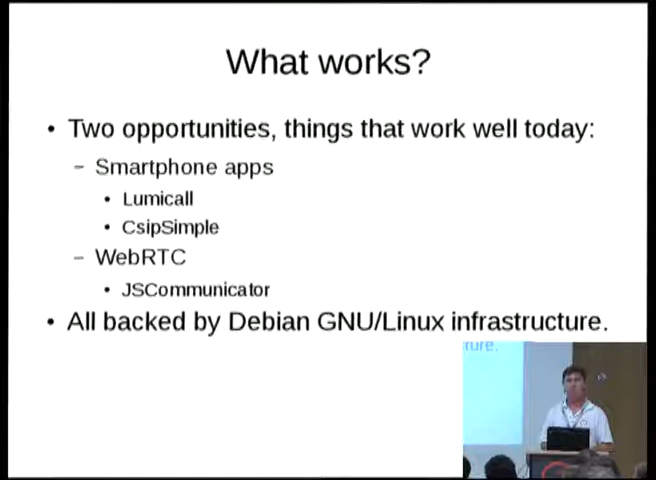 What works?
• Two opportunities, things that work well today:
– Smartphone apps
• Lumicall
• CsipSimple
– WebRTC
• JSCommunicator
• All backed by Debian GNU/Linux infrastructure.
ture.